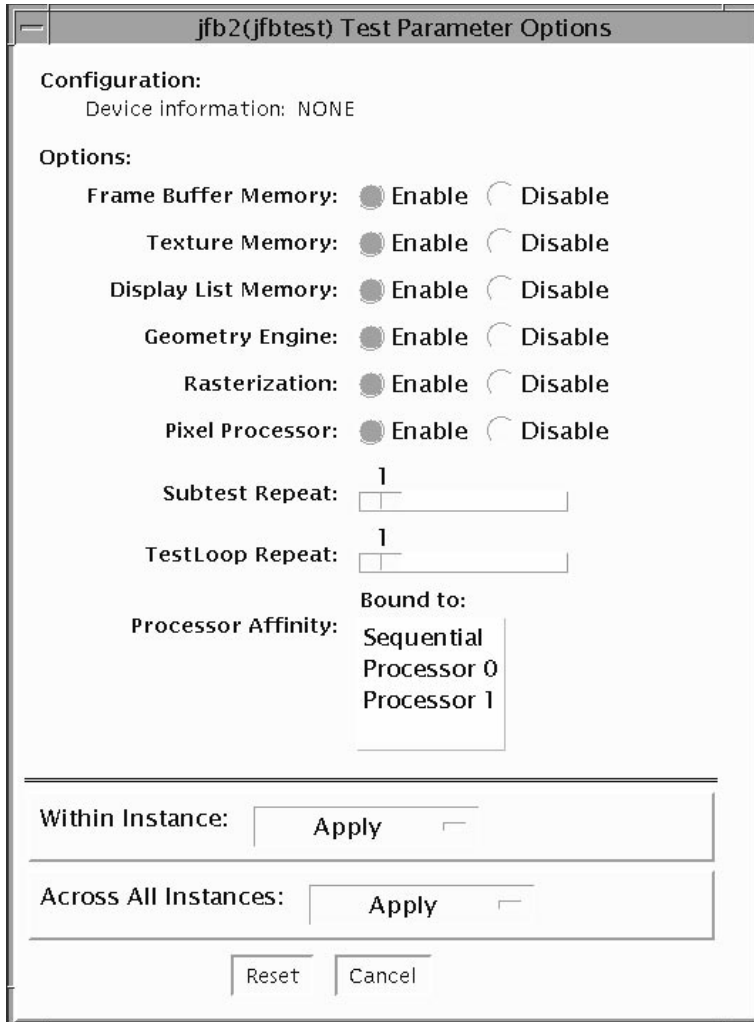 jfb2(jfbtest) Test Parameter Options
Configuration:
Device information: NONE
Options:
Frame Buffer Memory: Enable Disable
Texture Memory: Enable Disable
Display List Memory: Enable Disable
Geometry Engine: Enable Disable
Rasterization: Enable Disable
Pixel Processor: Enable Disable
1
Subtest Repeat:
1
TestLoop Repeat:
Bound to:
Processor Affinity:
Sequential
Processor 0
Processor 1
Within Instance: Apply
Across All Instances: Apply
Reset Cancel